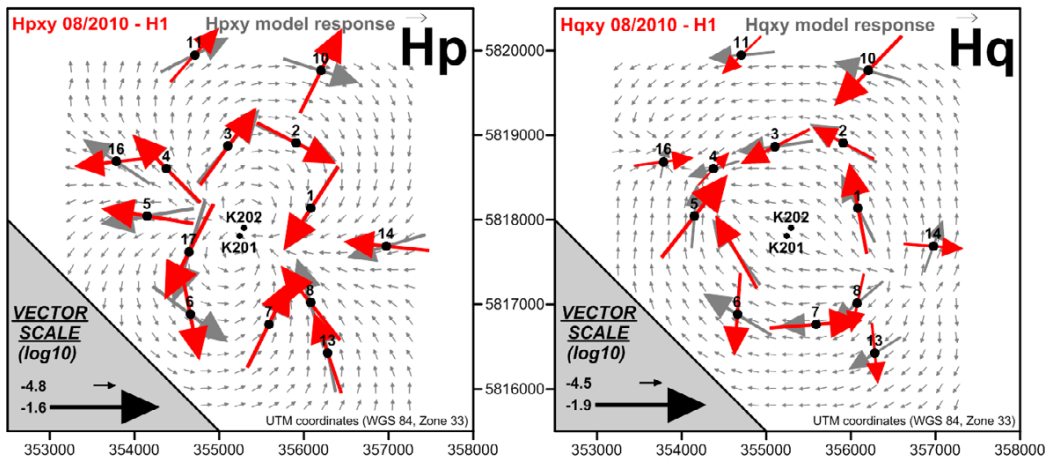 Hpxy 08/2010 - H1
Hpxy model response
Hp
11
10
3
2
16
4
1
5
K202
K201
17
14
6
8
7
13
VECTOR
SCALE
(log10)
-4.8
-1.6
UTM coordinates (WGS 84, Zone 33)
353000 354000 355000 356000 357000 358000
5820000
5819000
5818000
5817000
5816000
Hqxy 08/2010 - H1
Hqxy model response
Hq
11
10
3
2
16
4
1
5
K202
K201
14
6
8
7
13
VECTOR
SCALE
(log10)
-4.5
-1.9
UTM coordinates (WGS 84, Zone 33)
353000 354000 355000 356000 357000 358000